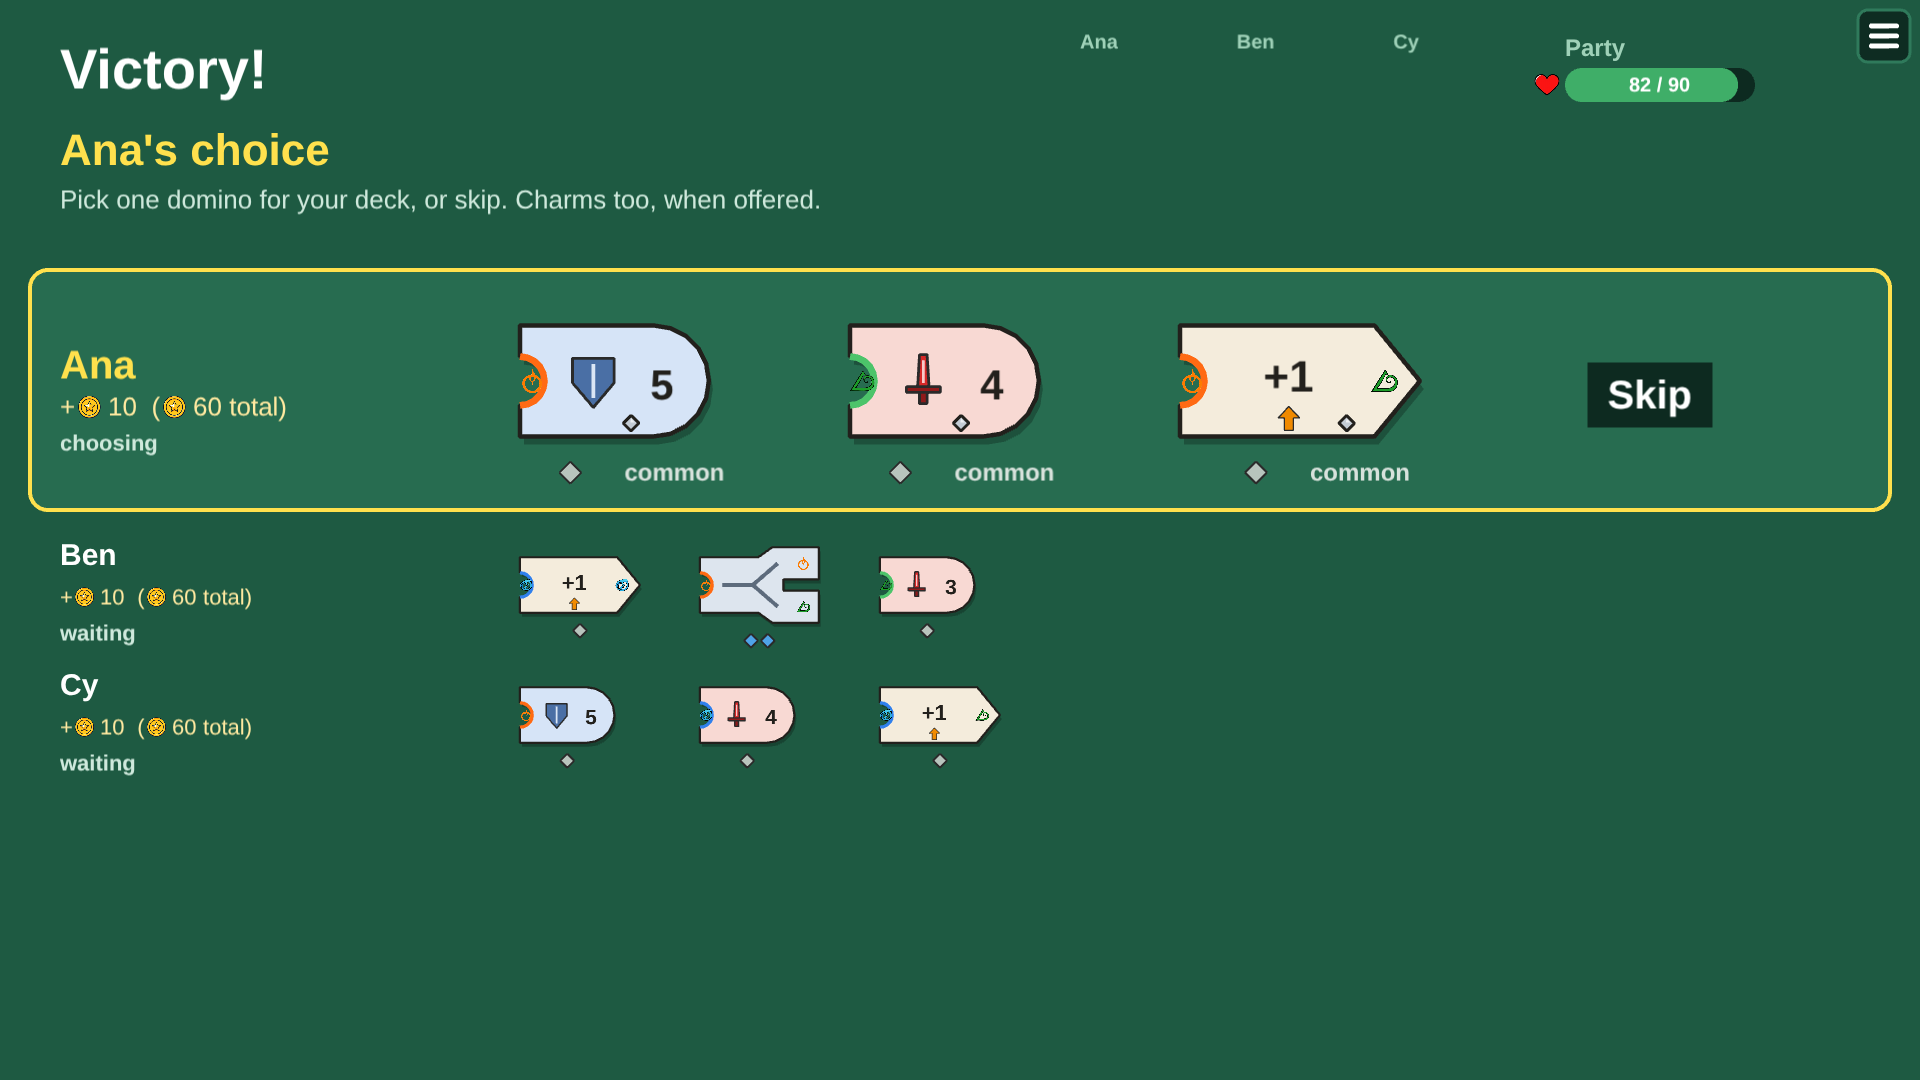 Victory!
Ana Ben Cy
Party
82 / 90
Ana's choice
Pick one domino for your deck, or skip. Charms too, when offered.
Ana
+ 10 ( 60 total)
choosing
5
common
4
common
+1
common
Skip
Ben
+ 10 ( 60 total)
waiting
+1
3
Cy
+ 10 ( 60 total)
waiting
5
4
+1